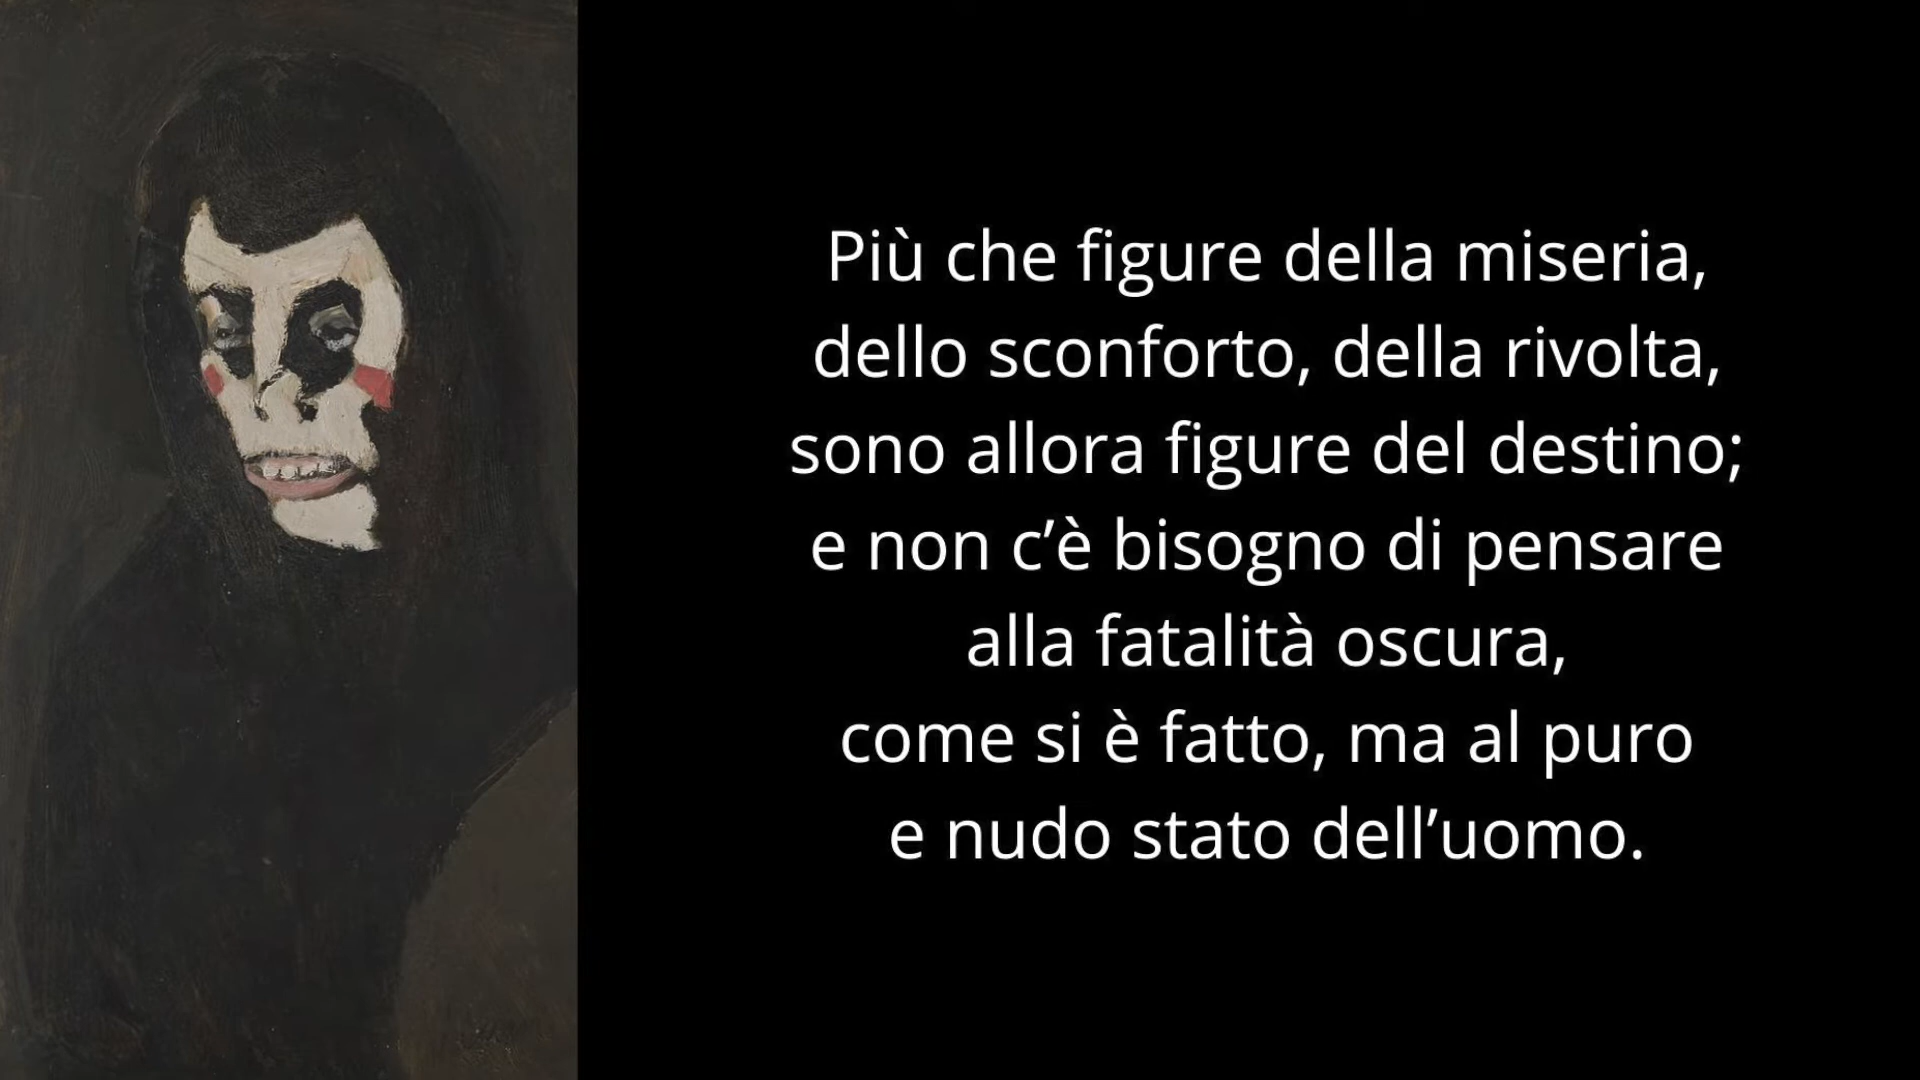 Più che figure della miseria,
dello sconforto, della rivolta,
sono allora figure del destino;
e non c’è bisogno di pensare
alla fatalità oscura,
come si è fatto, ma al puro
e nudo stato dell’uomo.